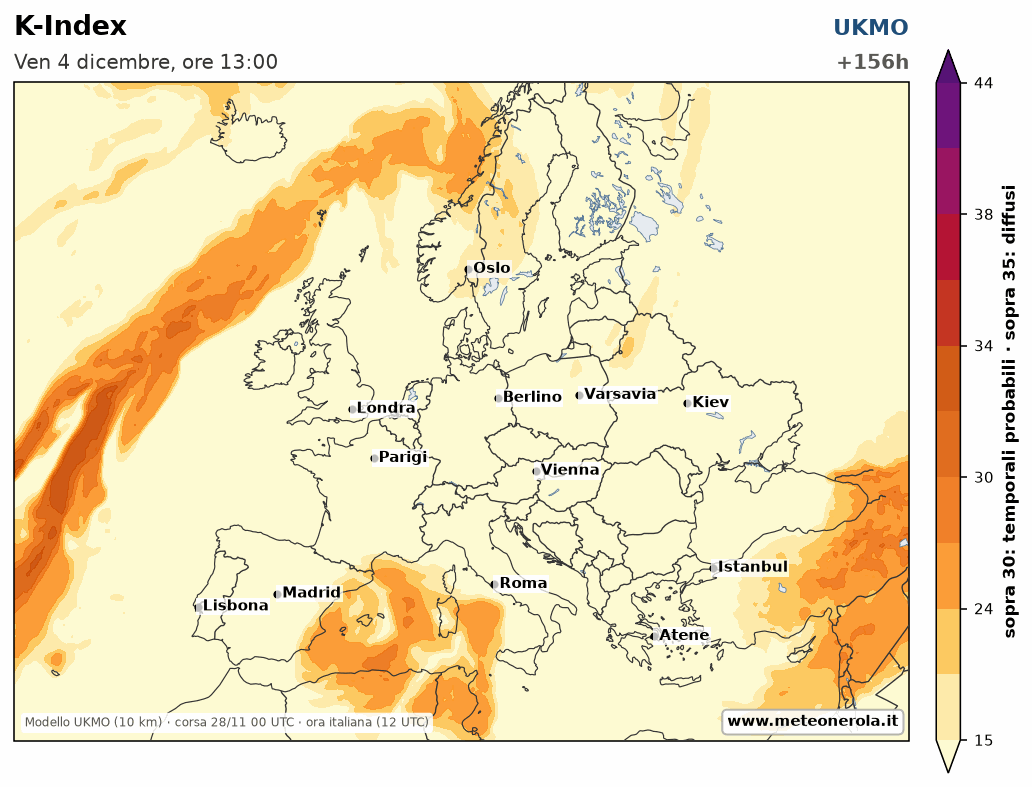 K-Index
UKMO
Ven 4 dicembre, ore 13:00
+156h
44
38
34
30
24
15
sopra 30: temporali probabili · sopra 35: diffusi
Oslo
Berlino
Varsavia
Kiev
Londra
Parigi
Vienna
Istanbul
Roma
Madrid
Lisbona
Atene
Modello UKMO (10 km) · corsa 28/11 00 UTC · ora italiana (12 UTC)
www.meteonerola.it